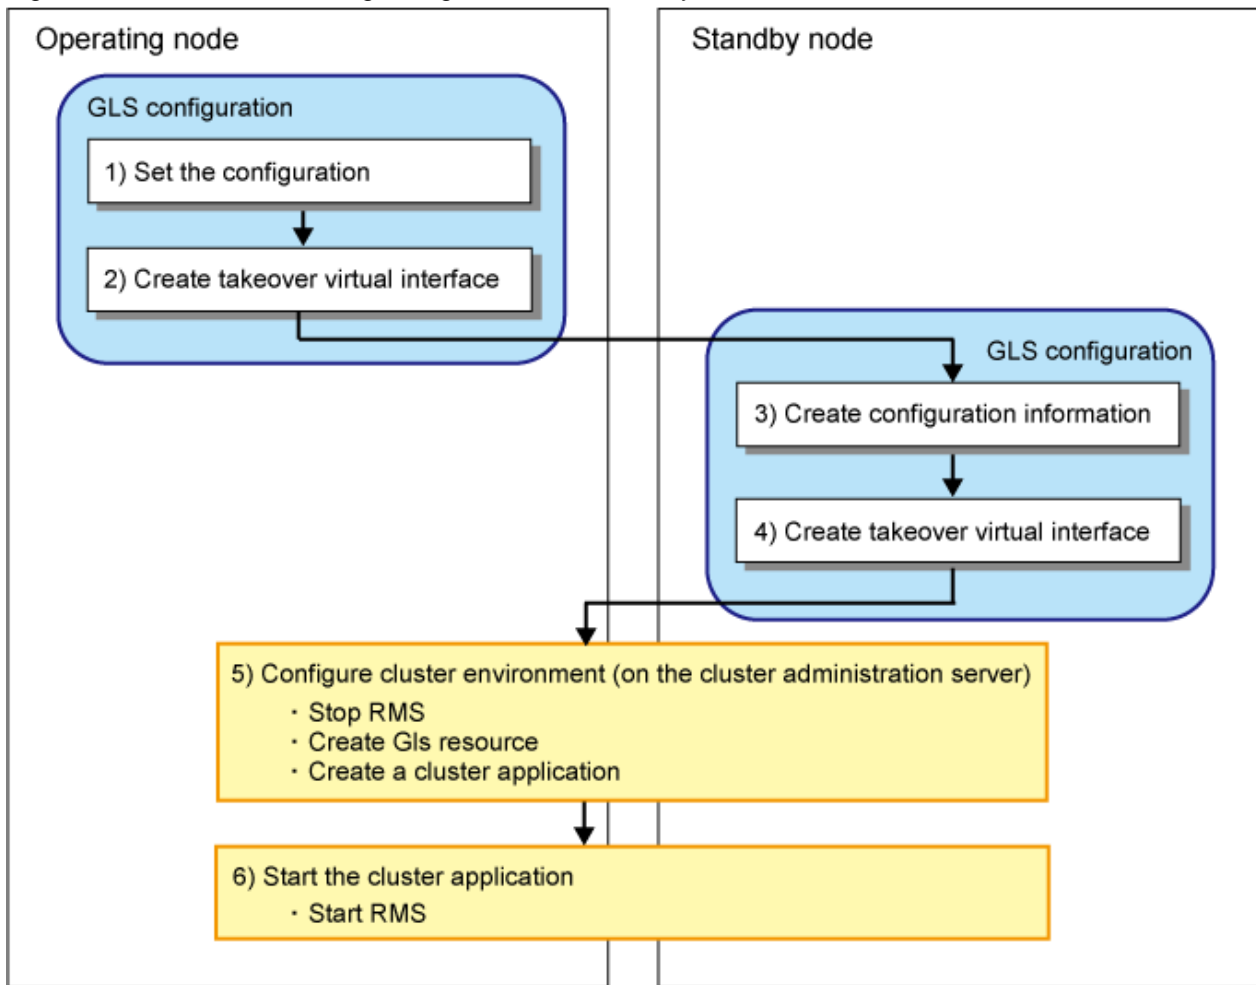 Operating node
Standby node
GLS configuration
1) Set the configuration
2) Create takeover virtual interface
GLS configuration
3) Create configuration information
4) Create takeover virtual interface
5) Configure cluster environment (on the cluster administration server)
・Stop RMS
・Create Gls resource
・Create a cluster application
6) Start the cluster application
・Start RMS